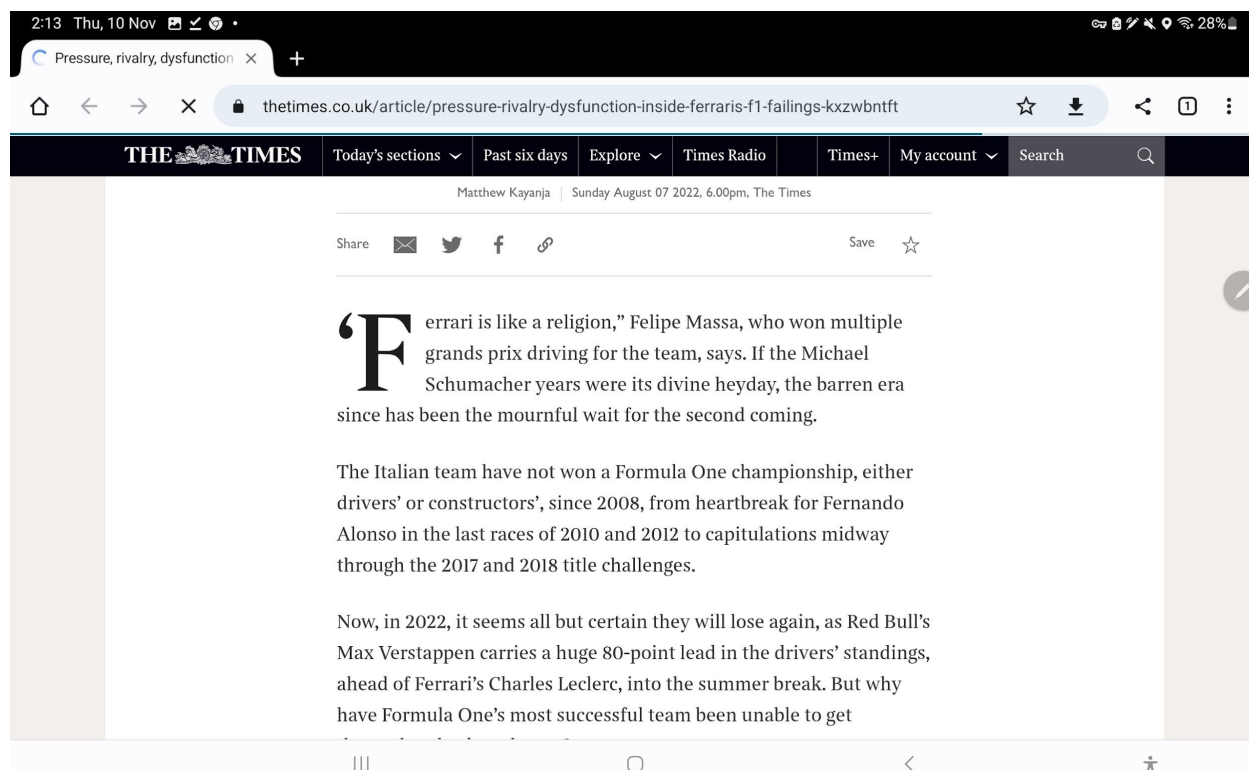 2:13 Thu, 10 Nov
28%
Pressure, rivalry, dysfunction
thetimes.co.uk/article/pressure-rivalry-dysfunction-inside-ferraris-f1-failings-kxzwbntft
1
THE TIMES Today's sections Past six days Explore Times Radio Times+ My account Search
Matthew Kayanja | Sunday August 07 2022, 6.00pm, The Times
Share Save
‘Ferrari is like a religion,” Felipe Massa, who won multiple
grands prix driving for the team, says. If the Michael
Schumacher years were its divine heyday, the barren era
since has been the mournful wait for the second coming.
The Italian team have not won a Formula One championship, either
drivers’ or constructors’, since 2008, from heartbreak for Fernando
Alonso in the last races of 2010 and 2012 to capitulations midway
through the 2017 and 2018 title challenges.
Now, in 2022, it seems all but certain they will lose again, as Red Bull’s
Max Verstappen carries a huge 80-point lead in the drivers’ standings,
ahead of Ferrari’s Charles Leclerc, into the summer break. But why
have Formula One’s most successful team been unable to get